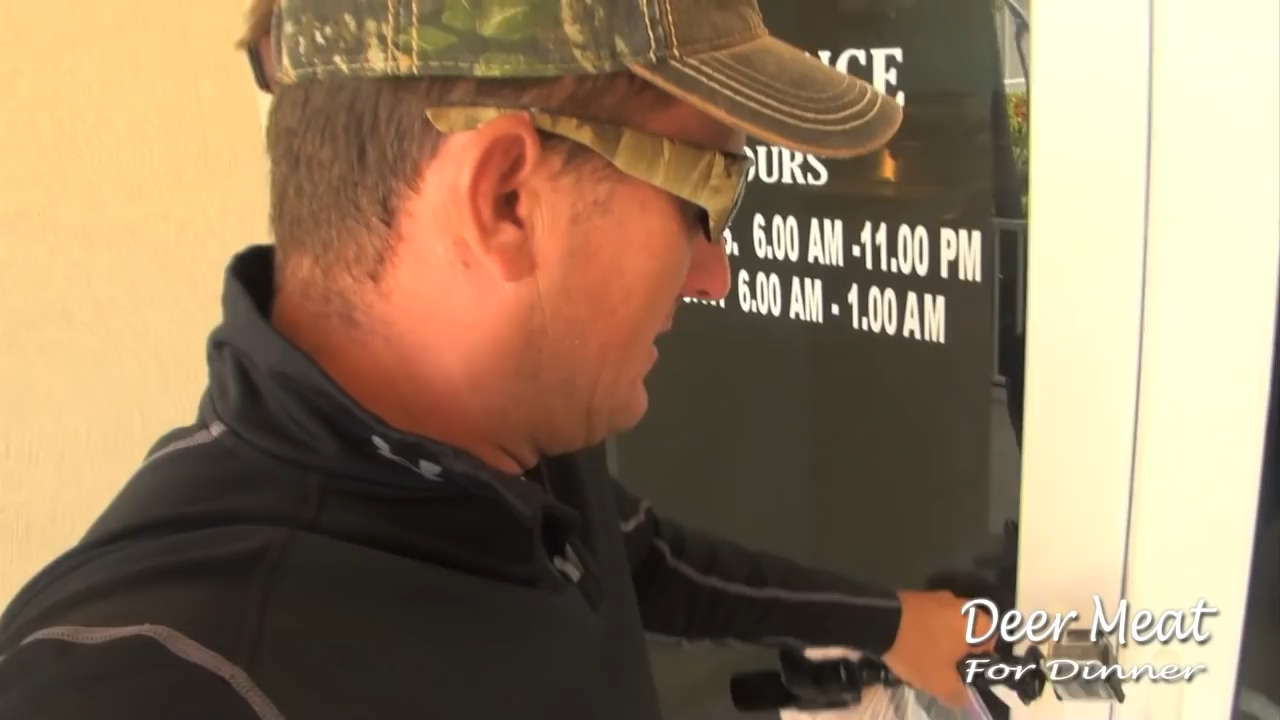 NCE
OURS
S. 6.00 AM -11.00 PM
6.00 AM - 1.00 AM
Deer Meat
For Dinner